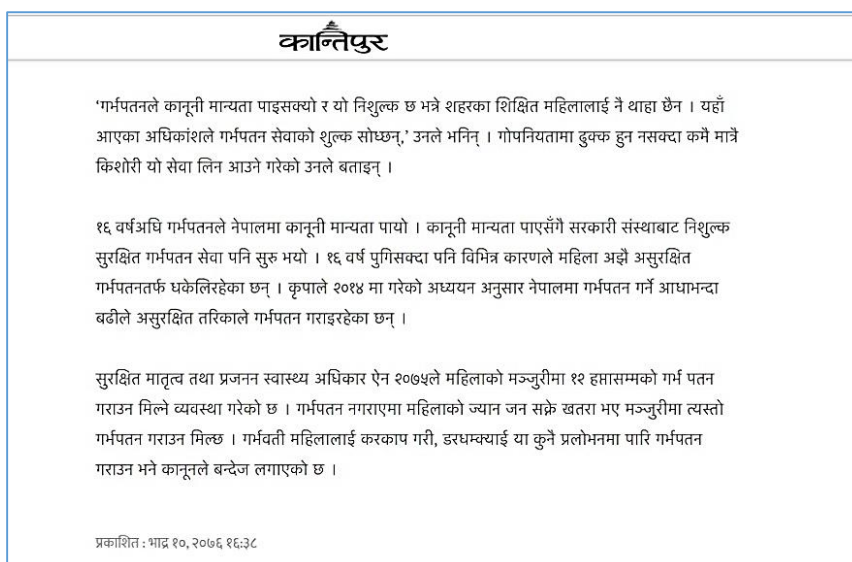 कान्तिपुर
'गर्भपतनले कानूनी मान्यता पाइसक्यो र यो निशुल्क छ भन्ने शहरका शिक्षित महिलालाई नै थाहा छैन । यहाँ
आएका अधिकांशले गर्भपतन सेवाको शुल्क सोध्छन्,' उनले भनिन् । गोपनियतामा ढुक्क हुन नसक्दा कमै मात्रै
किशोरी यो सेवा लिन आउने गरेको उनले बताइन् ।
१६ वर्षअघि गर्भपतनले नेपालमा कानूनी मान्यता पायो । कानूनी मान्यता पाएसँगै सरकारी संस्थाबाट निशुल्क
सुरक्षित गर्भपतन सेवा पनि सुरु भयो । १६ वर्ष पुगिसक्दा पनि विभिन्न कारणले महिला अझै असुरक्षित
गर्भपतनतर्फ धकेलिरहेका छन् । कृपाले २०१४ मा गरेको अध्ययन अनुसार नेपालमा गर्भपतन गर्ने आधाभन्दा
बढीले असुरक्षित तरिकाले गर्भपतन गराइरहेका छन् ।
सुरक्षित मातृत्व तथा प्रजनन स्वास्थ्य अधिकार ऐन २०७५ले महिलाको मञ्जुरीमा १२ हप्तासम्मको गर्भ पतन
गराउन मिल्ने व्यवस्था गरेको छ । गर्भपतन नगराएमा महिलाको ज्यान जन सक्ने खतरा भए मञ्जुरीमा त्यस्तो
गर्भपतन गराउन मिल्छ । गर्भवती महिलालाई करकाप गरी, डरधम्क्याई या कुनै प्रलोभनमा पारि गर्भपतन
गराउन भने कानूनले बन्देज लगाएको छ ।
प्रकाशित : भाद्र १०, २०७६ १६:३८